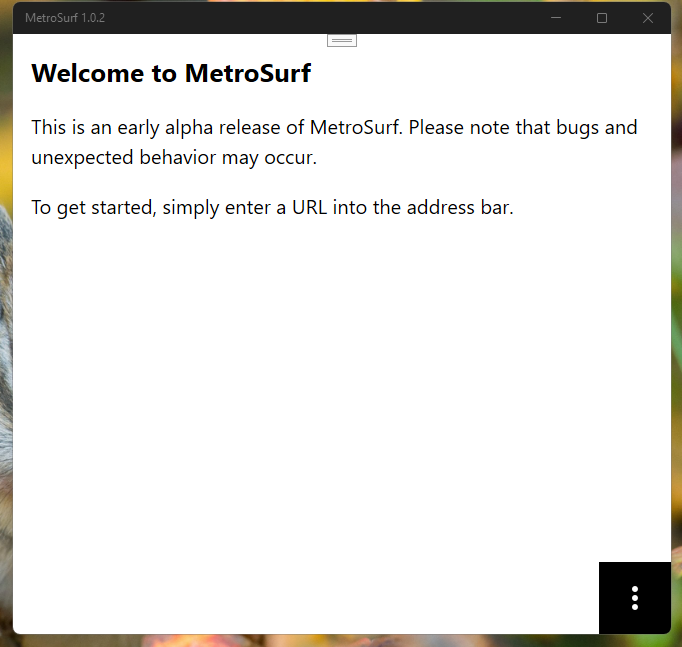 MetroSurf 1.0.2
Welcome to MetroSurf
This is an early alpha release of MetroSurf. Please note that bugs and
unexpected behavior may occur.
To get started, simply enter a URL into the address bar.